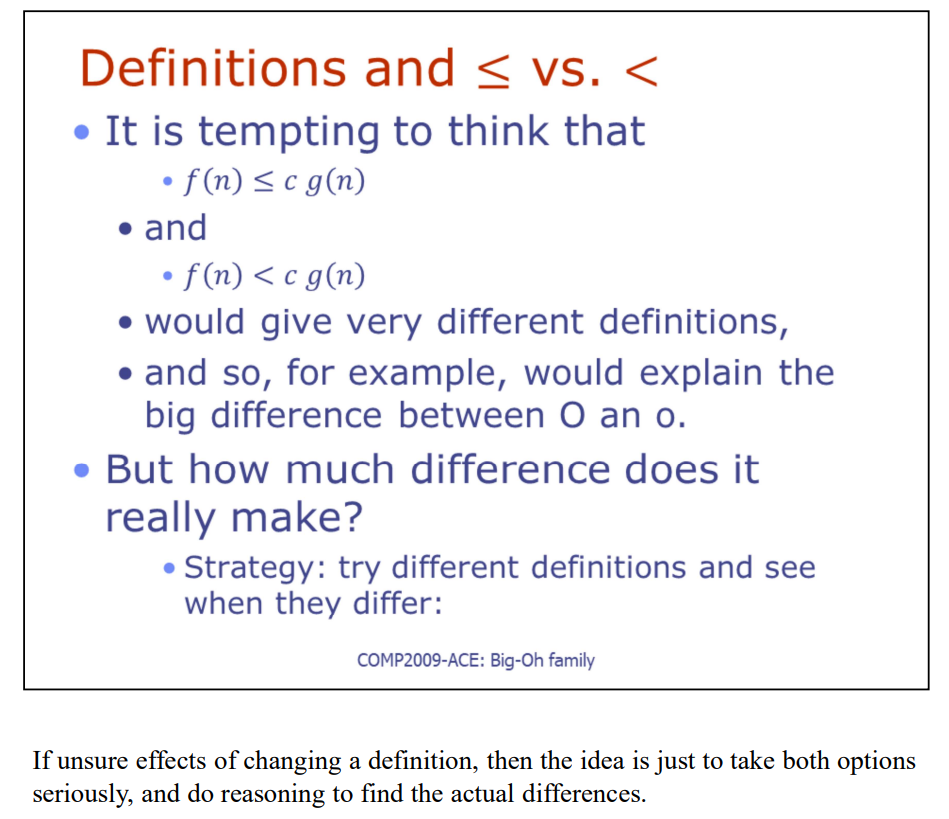 Definitions and ≤ vs. <
• It is tempting to think that
• f(n) ≤ c g(n)
• and
• f(n) < c g(n)
• would give very different definitions,
• and so, for example, would explain the
big difference between O an o.
• But how much difference does it
really make?
• Strategy: try different definitions and see
when they differ:
COMP2009-ACE: Big-Oh family
If unsure effects of changing a definition, then the idea is just to take both options
seriously, and do reasoning to find the actual differences.